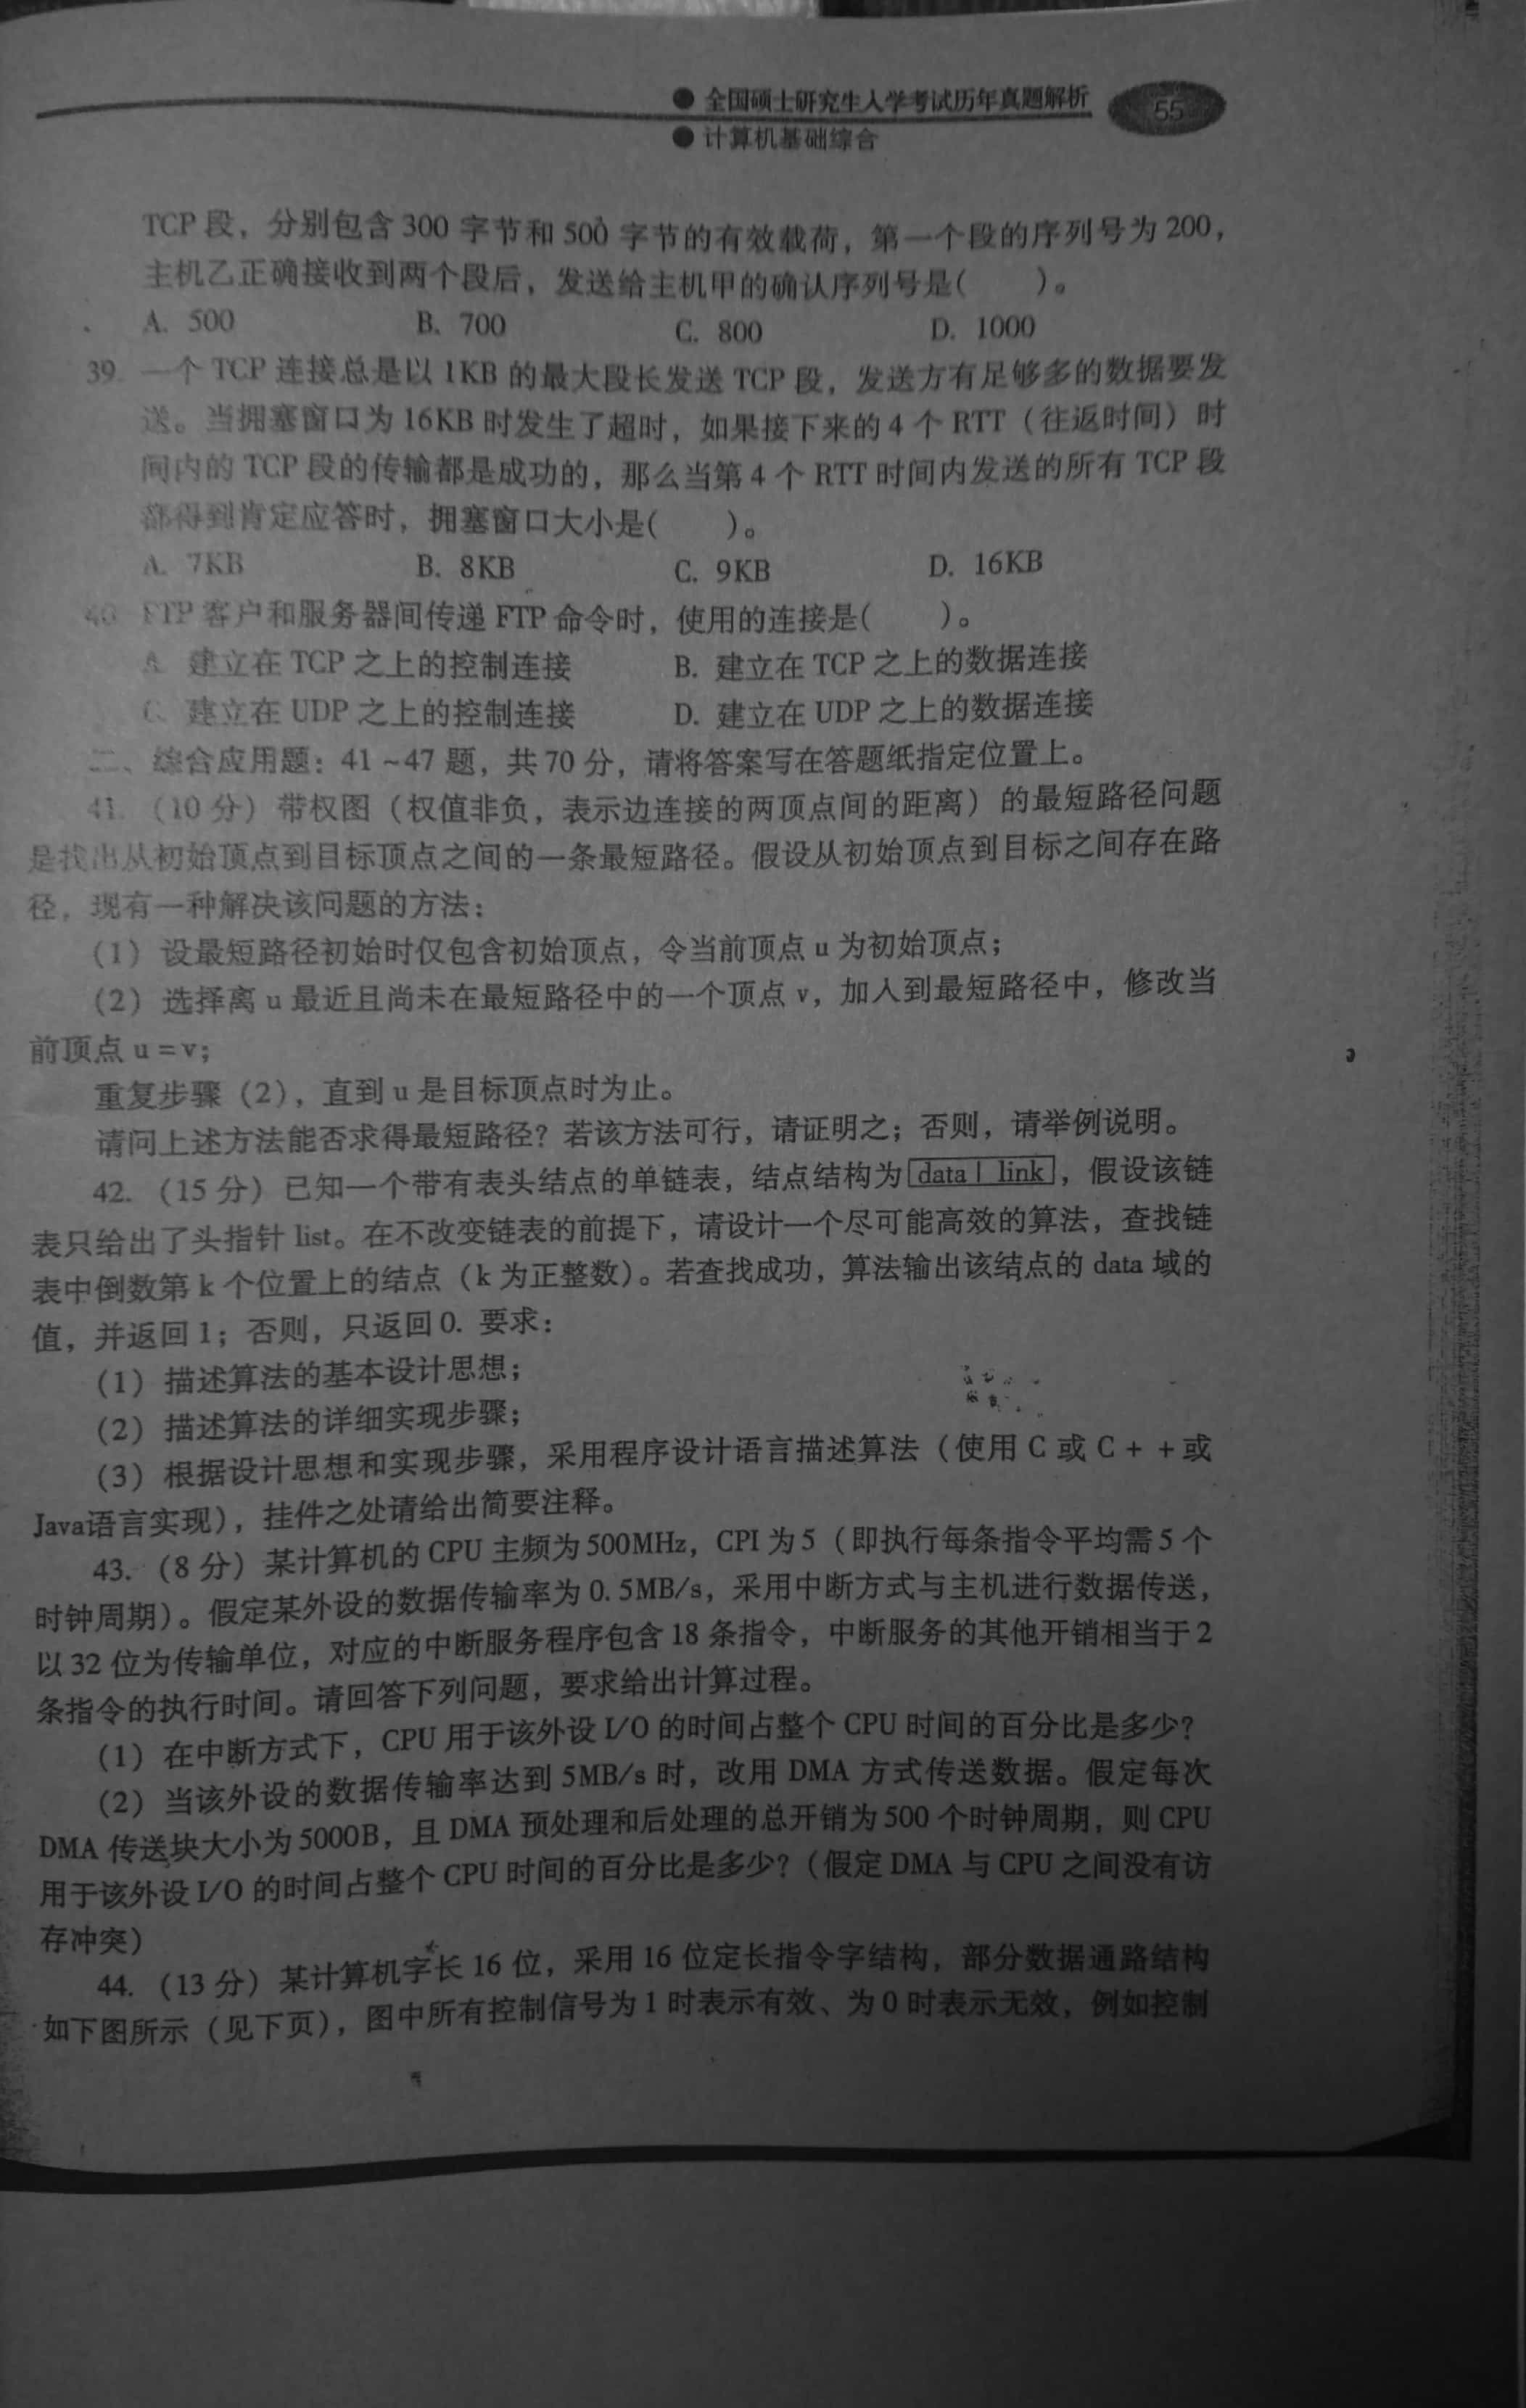 ● 全国硕士研究生入学考试历年真题解析
55
● 计算机基础综合
TCP 段，分别包含 300 字节和 500 字节的有效载荷，第一个段的序列号为 200，
主机乙正确接收到两个段后，发送给主机甲的确认序列号是(　　)。
A. 500　B. 700　C. 800　D. 1000
39. 一个 TCP 连接总是以 1KB 的最大段长发送 TCP 段，发送方有足够多的数据要发
送。当拥塞窗口为 16KB 时发生了超时，如果接下来的 4 个 RTT（往返时间）时
间内的 TCP 段的传输都是成功的，那么当第 4 个 RTT 时间内发送的所有 TCP 段
都得到肯定应答时，拥塞窗口大小是(　　)。
A. 7KB　B. 8KB　C. 9KB　D. 16KB
40. FTP 客户和服务器间传递 FTP 命令时，使用的连接是(　　)。
A. 建立在 TCP 之上的控制连接　B. 建立在 TCP 之上的数据连接
C. 建立在 UDP 之上的控制连接　D. 建立在 UDP 之上的数据连接
二、综合应用题：41 ~47 题，共 70 分，请将答案写在答题纸指定位置上。
41. （10 分）带权图（权值非负，表示边连接的两顶点间的距离）的最短路径问题
是找出从初始顶点到目标顶点之间的一条最短路径。假设从初始顶点到目标之间存在路
径，现有一种解决该问题的方法：
（1）设最短路径初始时仅包含初始顶点，令当前顶点 u 为初始顶点；
（2）选择离 u 最近且尚未在最短路径中的一个顶点 v，加入到最短路径中，修改当
前顶点 u = v；
重复步骤（2），直到 u 是目标顶点时为止。
请问上述方法能否求得最短路径？若该方法可行，请证明之；否则，请举例说明。
42. （15 分）已知一个带有表头结点的单链表，结点结构为 data | link ，假设该链
表只给出了头指针 list。在不改变链表的前提下，请设计一个尽可能高效的算法，查找链
表中倒数第 k 个位置上的结点（k 为正整数）。若查找成功，算法输出该结点的 data 域的
值，并返回 1；否则，只返回 0. 要求：
（1）描述算法的基本设计思想；
（2）描述算法的详细实现步骤；
（3）根据设计思想和实现步骤，采用程序设计语言描述算法（使用 C 或 C + + 或
Java语言实现），挂件之处请给出简要注释。
43. （8 分）某计算机的 CPU 主频为 500MHz，CPI 为 5（即执行每条指令平均需 5 个
时钟周期）。假定某外设的数据传输率为 0. 5MB/s，采用中断方式与主机进行数据传送，
以 32 位为传输单位，对应的中断服务程序包含 18 条指令，中断服务的其他开销相当于 2
条指令的执行时间。请回答下列问题，要求给出计算过程。
（1）在中断方式下，CPU 用于该外设 I/O 的时间占整个 CPU 时间的百分比是多少？
（2）当该外设的数据传输率达到 5MB/s 时，改用 DMA 方式传送数据。假定每次
DMA 传送块大小为 5000B，且 DMA 预处理和后处理的总开销为 500 个时钟周期，则 CPU
用于该外设 I/O 的时间占整个 CPU 时间的百分比是多少？（假定 DMA 与 CPU 之间没有访
存冲突）
44. （13 分）某计算机字长 16 位，采用 16 位定长指令字结构，部分数据通路结构
如下图所示（见下页），图中所有控制信号为 1 时表示有效、为 0 时表示无效，例如控制